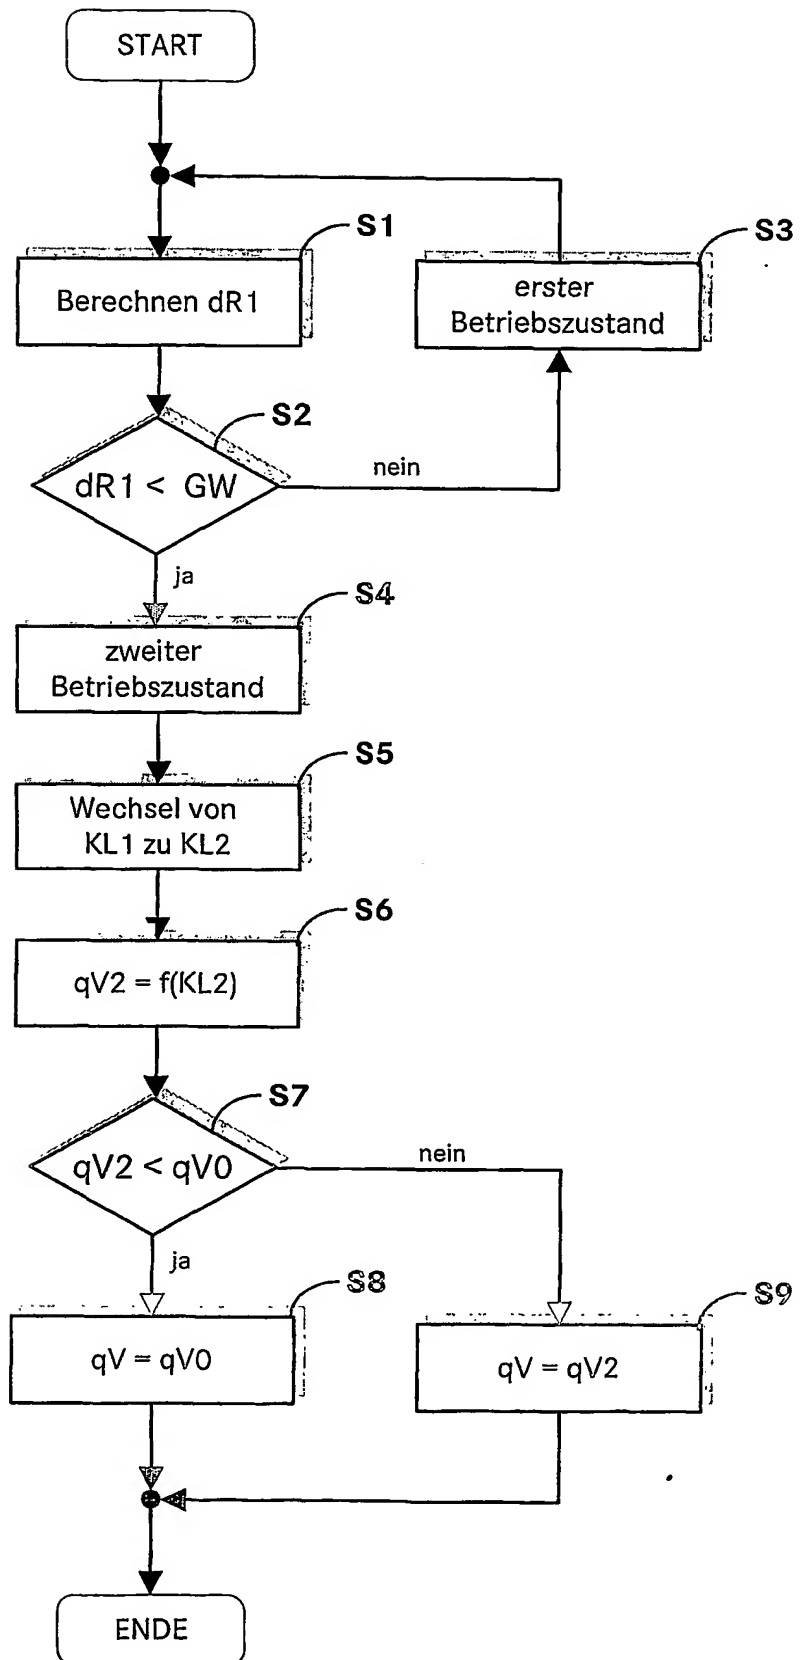 START
S1
Berechnen dR1
S3
erster
Betriebszustand
S2
dR1 < GW
nein
ja
S4
zweiter
Betriebszustand
S5
Wechsel von
KL1 zu KL2
S6
qV2 = f(KL2)
S7
qV2 < qV0
nein
ja
S8
qV = qV0
S9
qV = qV2
ENDE